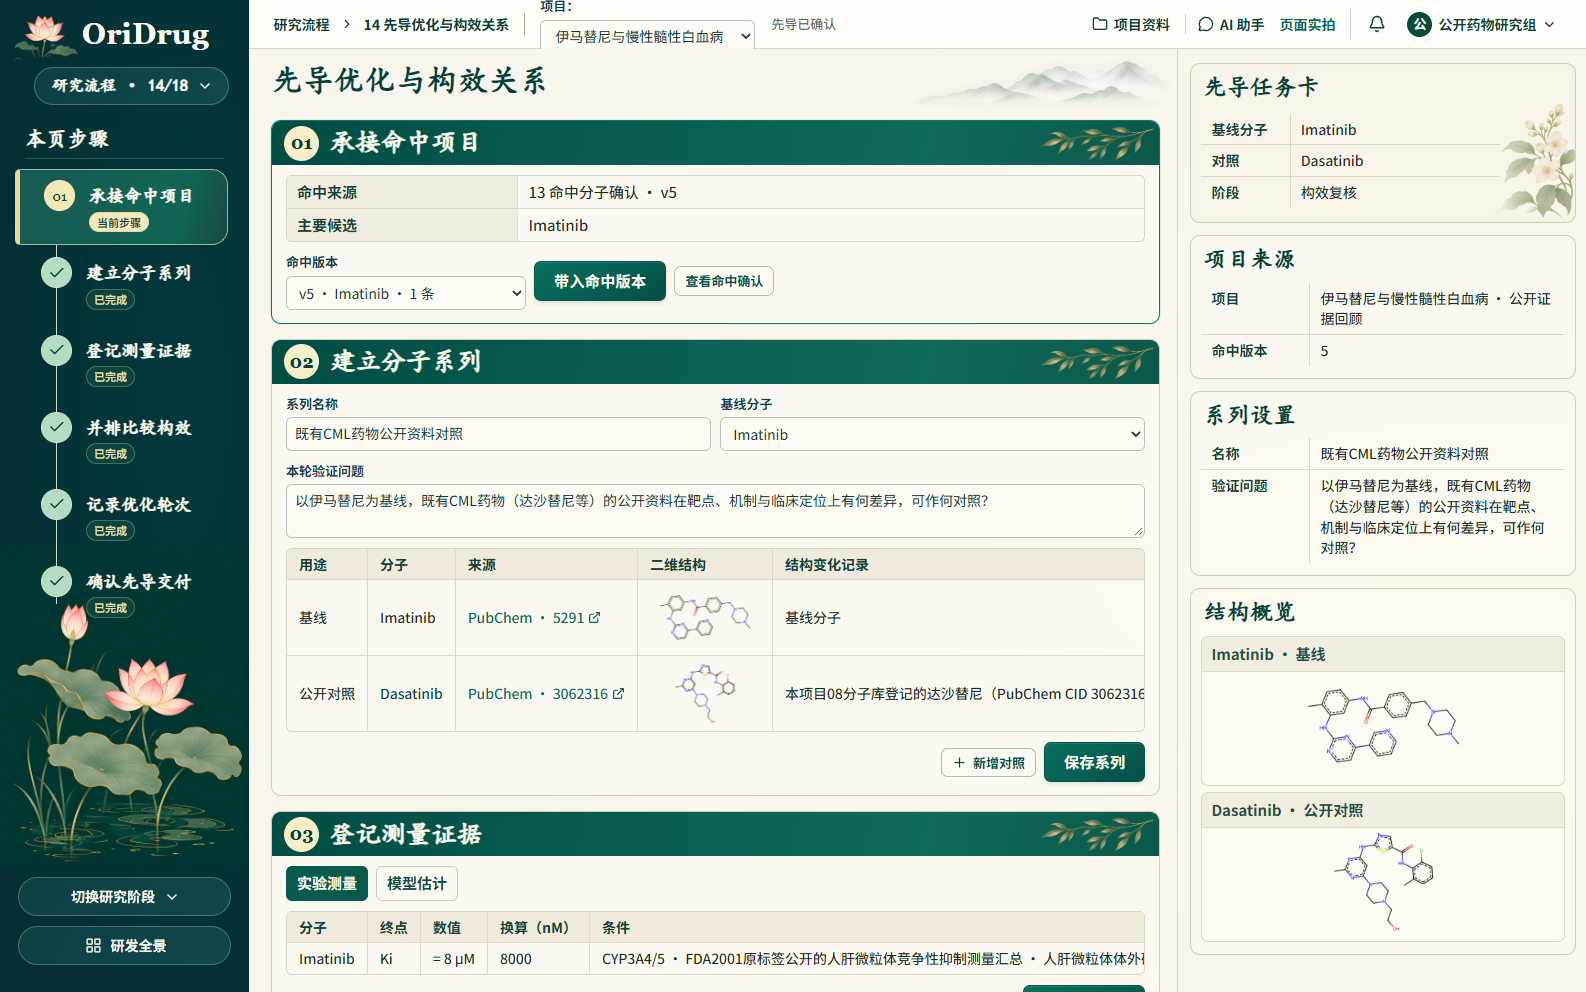 OriDrug
研究流程 • 14/18
本页步骤
01 承接命中项目
当前步骤
建立分子系列
已完成
登记测量证据
已完成
并排比较构效
已完成
记录优化轮次
已完成
确认先导交付
已完成
切换研究阶段
研发全景
研究流程 > 14 先导优化与构效关系
项目：
伊马替尼与慢性髓性白血病
先导已确认
项目资料
AI 助手
页面实拍
公 公开药物研究组
先导优化与构效关系
01 承接命中项目
命中来源 13 命中分子确认 • v5
主要候选 Imatinib
命中版本
v5 • Imatinib • 1 条
带入命中版本
查看命中确认
02 建立分子系列
系列名称
既有CML药物公开资料对照
基线分子
Imatinib
本轮验证问题
以伊马替尼为基线，既有CML药物（达沙替尼等）的公开资料在靶点、机制与临床定位上有何差异，可作何对照？
用途 分子 来源 二维结构 结构变化记录
基线 Imatinib PubChem • 5291 基线分子
公开对照 Dasatinib PubChem • 3062316 本项目08分子库登记的达沙替尼（PubChem CID 3062316
+ 新增对照
保存系列
03 登记测量证据
实验测量
模型估计
分子 终点 数值 换算（nM） 条件
Imatinib Ki = 8 μM 8000 CYP3A4/5 • FDA2001原标签公开的人肝微粒体竞争性抑制测量汇总 • 人肝微粒体体外
先导任务卡
基线分子 Imatinib
对照 Dasatinib
阶段 构效复核
项目来源
项目 伊马替尼与慢性髓性白血病 • 公开证
据回顾
命中版本 5
系列设置
名称 既有CML药物公开资料对照
验证问题 以伊马替尼为基线，既有CML药物
（达沙替尼等）的公开资料在靶点、
机制与临床定位上有何差异，可作何
对照？
结构概览
Imatinib • 基线
Dasatinib • 公开对照